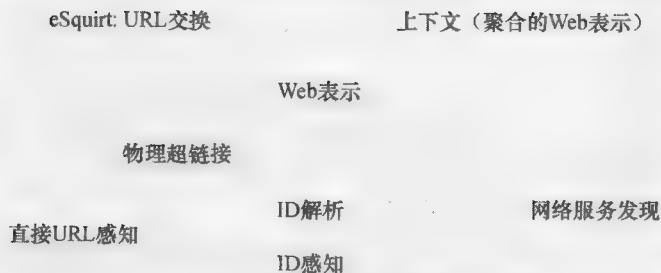 eSquirt: URL交换
上下文（聚合的Web表示）
Web表示
物理超链接
ID解析
网络服务发现
直接URL感知
ID感知